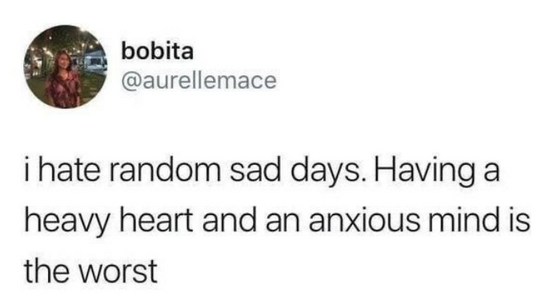 bobita
@aurellemace
i hate random sad days. Having a
heavy heart and an anxious mind is
the worst